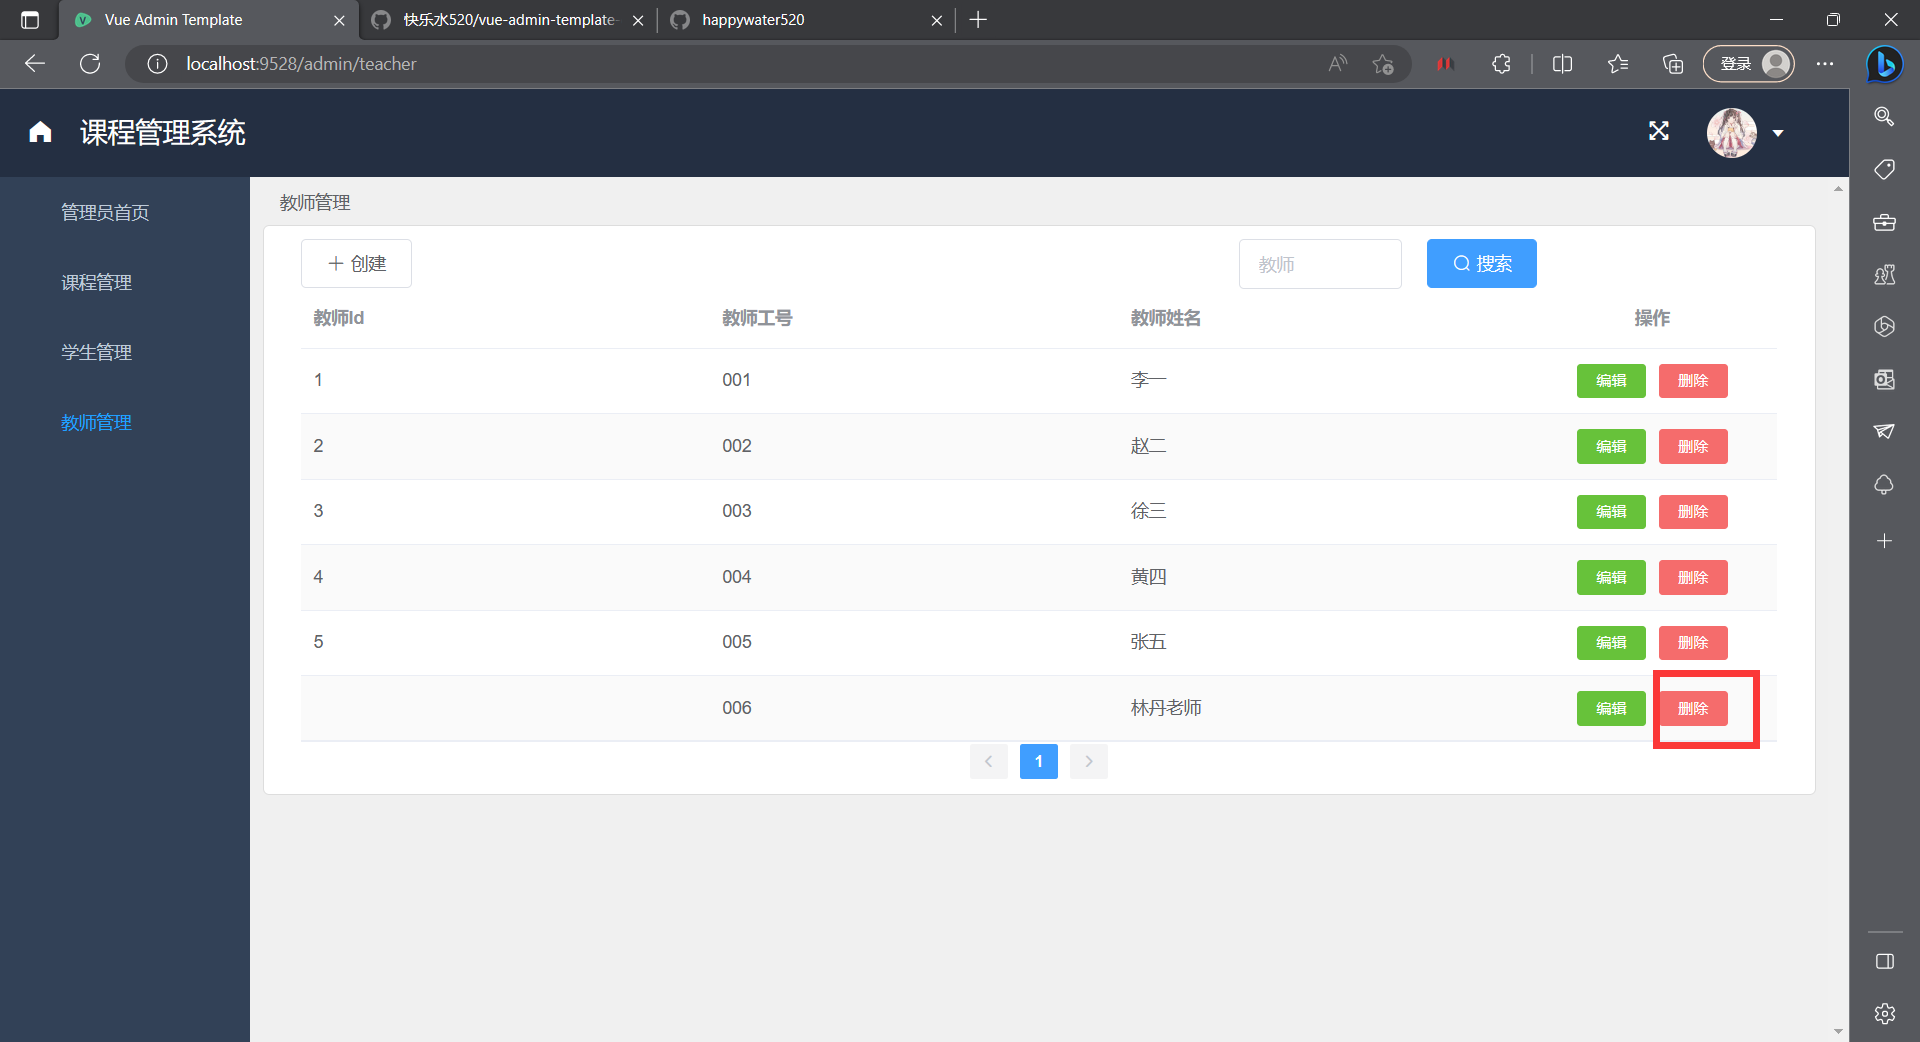 Vue Admin Template
快乐水520/vue-admin-template-
happywater520
localhost:9528/admin/teacher
登录
课程管理系统
管理员首页
课程管理
学生管理
教师管理
教师管理
创建
教师
搜索
教师Id 教师工号 教师姓名 操作
1 001 李一 编辑 删除
2 002 赵二 编辑 删除
3 003 徐三 编辑 删除
4 004 黄四 编辑 删除
5 005 张五 编辑 删除
006 林丹老师 编辑 删除
1